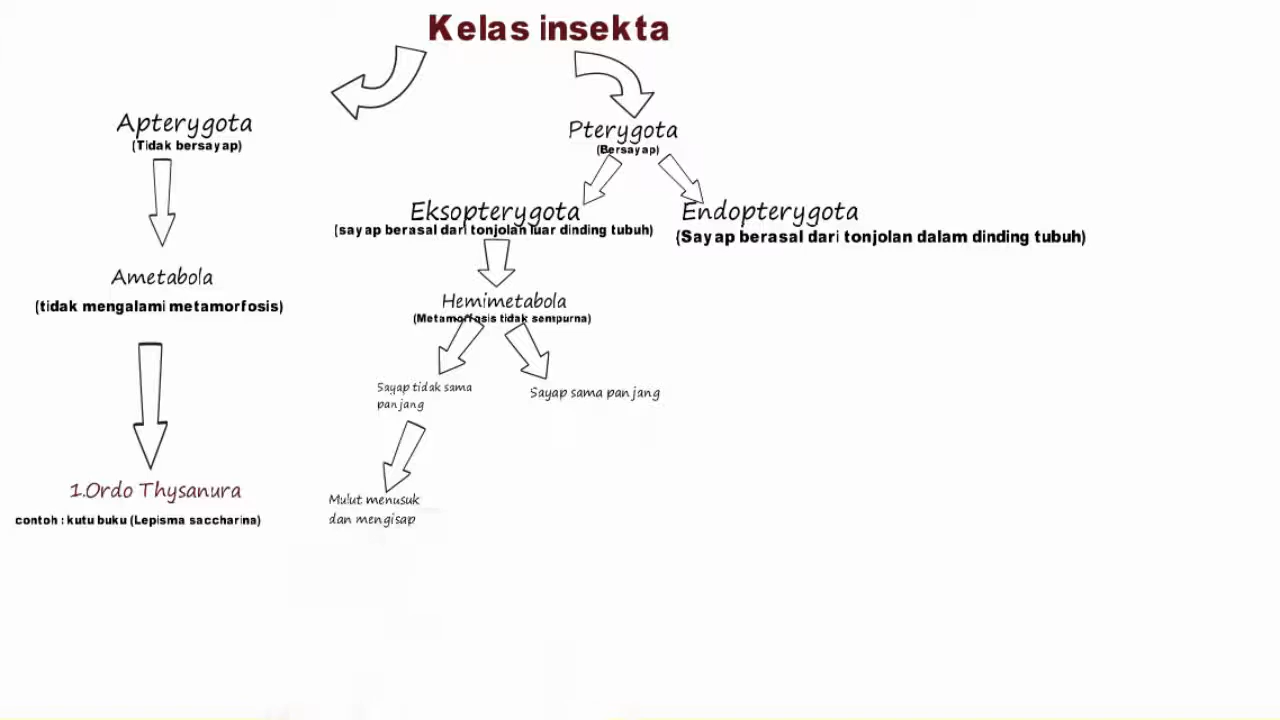 Kelas insekta
Apterygota
(Tidak bersayap)
Pterygota
(Bersayap)
Eksopterygota
(sayap berasal dari tonjolan luar dinding tubuh)
Endopterygota
(Sayap berasal dari tonjolan dalam dinding tubuh)
Ametabola
(tidak mengalami metamorfosis)
Hemimetabola
(Metamorfosis tidak sempurna)
Sayap tidak sama
panjang
Sayap sama panjang
1.Ordo Thysanura
contoh : kutu buku (Lepisma saccharina)
Mulut menusuk
dan mengisap